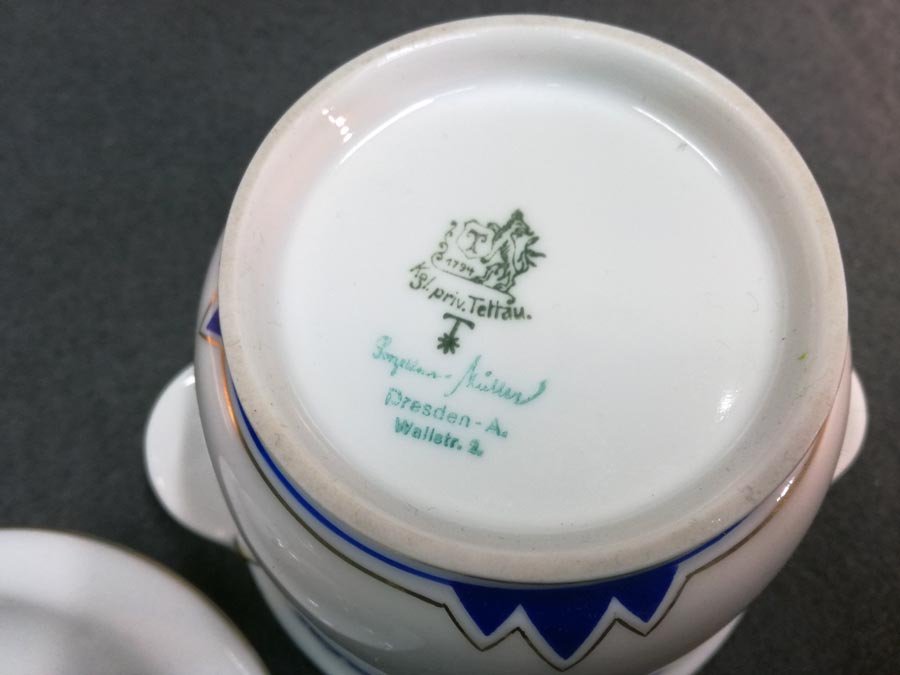 T
1794
Kgl. priv. Tettau.
T
Porzellan - Müller
Dresden - A.
Wallstr. 2.